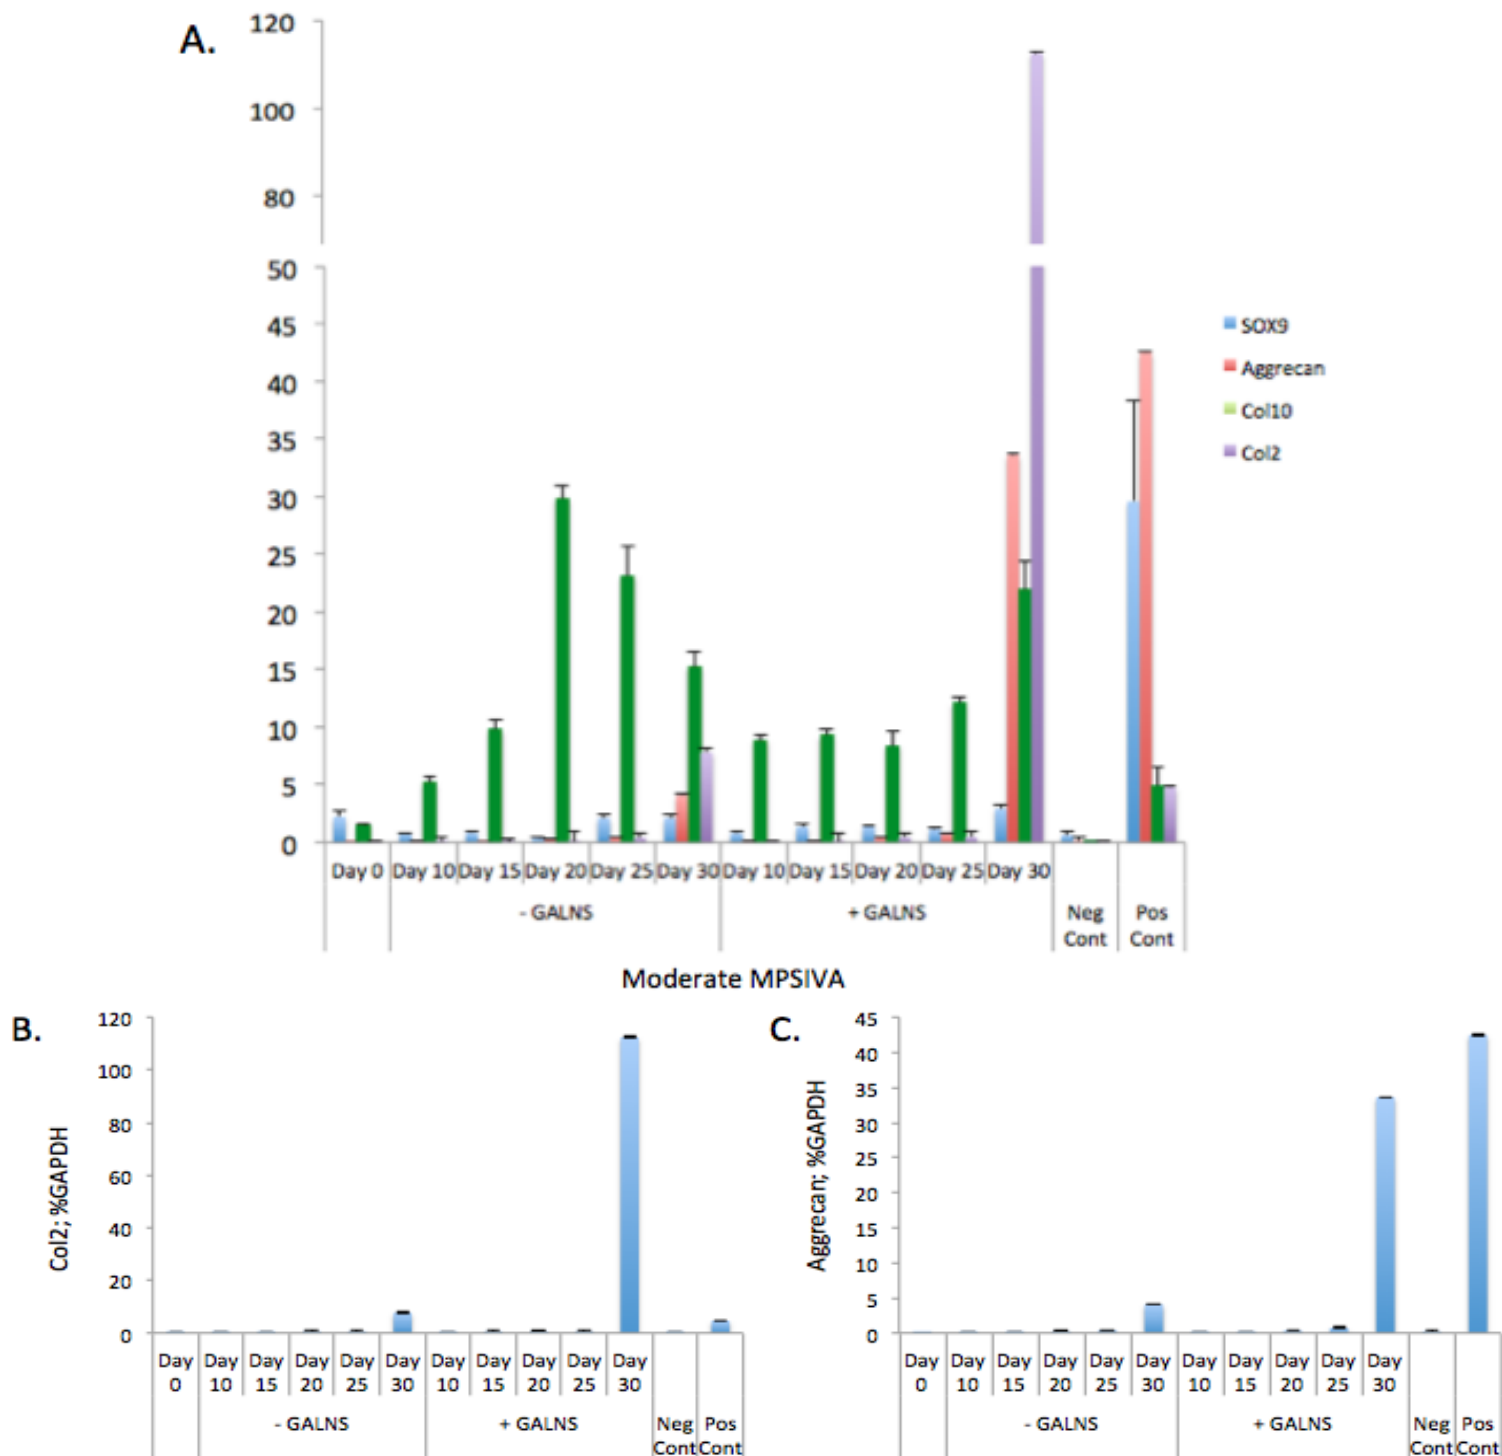 A.
120
100
80
50
45
40
35
30
25
20
15
10
5
0
SOX9
Aggrecan
Col10
Col2
Day 0 Day 10 Day 15 Day 20 Day 25 Day 30 Day 10 Day 15 Day 20 Day 25 Day 30
- GALNS + GALNS Neg Cont Pos Cont
Moderate MPSIVA
B.
Col2; %GAPDH
120
100
80
60
40
20
0
Day 0 Day 10 Day 15 Day 20 Day 25 Day 30 Day 10 Day 15 Day 20 Day 25 Day 30
- GALNS + GALNS Neg Cont Pos Cont
C.
Aggrecan; %GAPDH
45
40
35
30
25
20
15
10
5
0
Day 0 Day 10 Day 15 Day 20 Day 25 Day 30 Day 10 Day 15 Day 20 Day 25 Day 30
- GALNS + GALNS Neg Cont Pos Cont